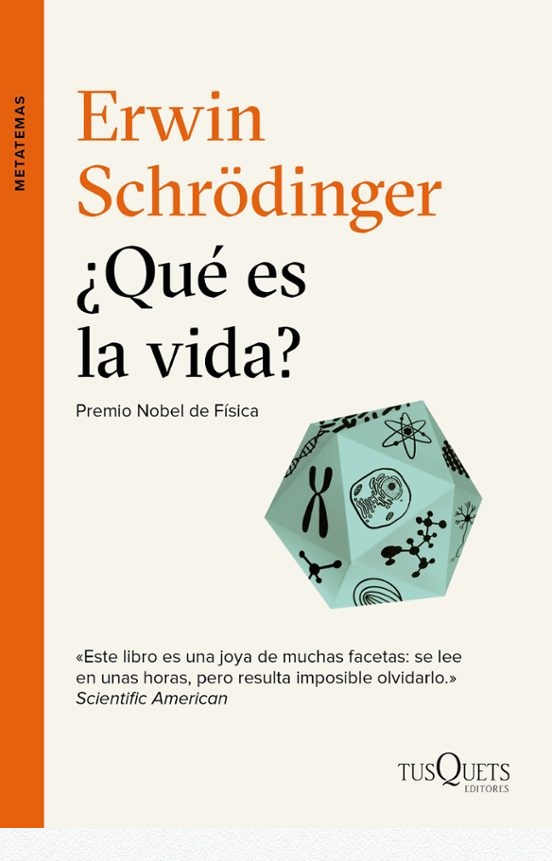 METATEMAS
Erwin
Schrödinger
¿Qué es
la vida?
Premio Nobel de Física
«Este libro es una joya de muchas facetas: se lee
en unas horas, pero resulta imposible olvidarlo.»
Scientific American
TUSQUETS
EDITORES